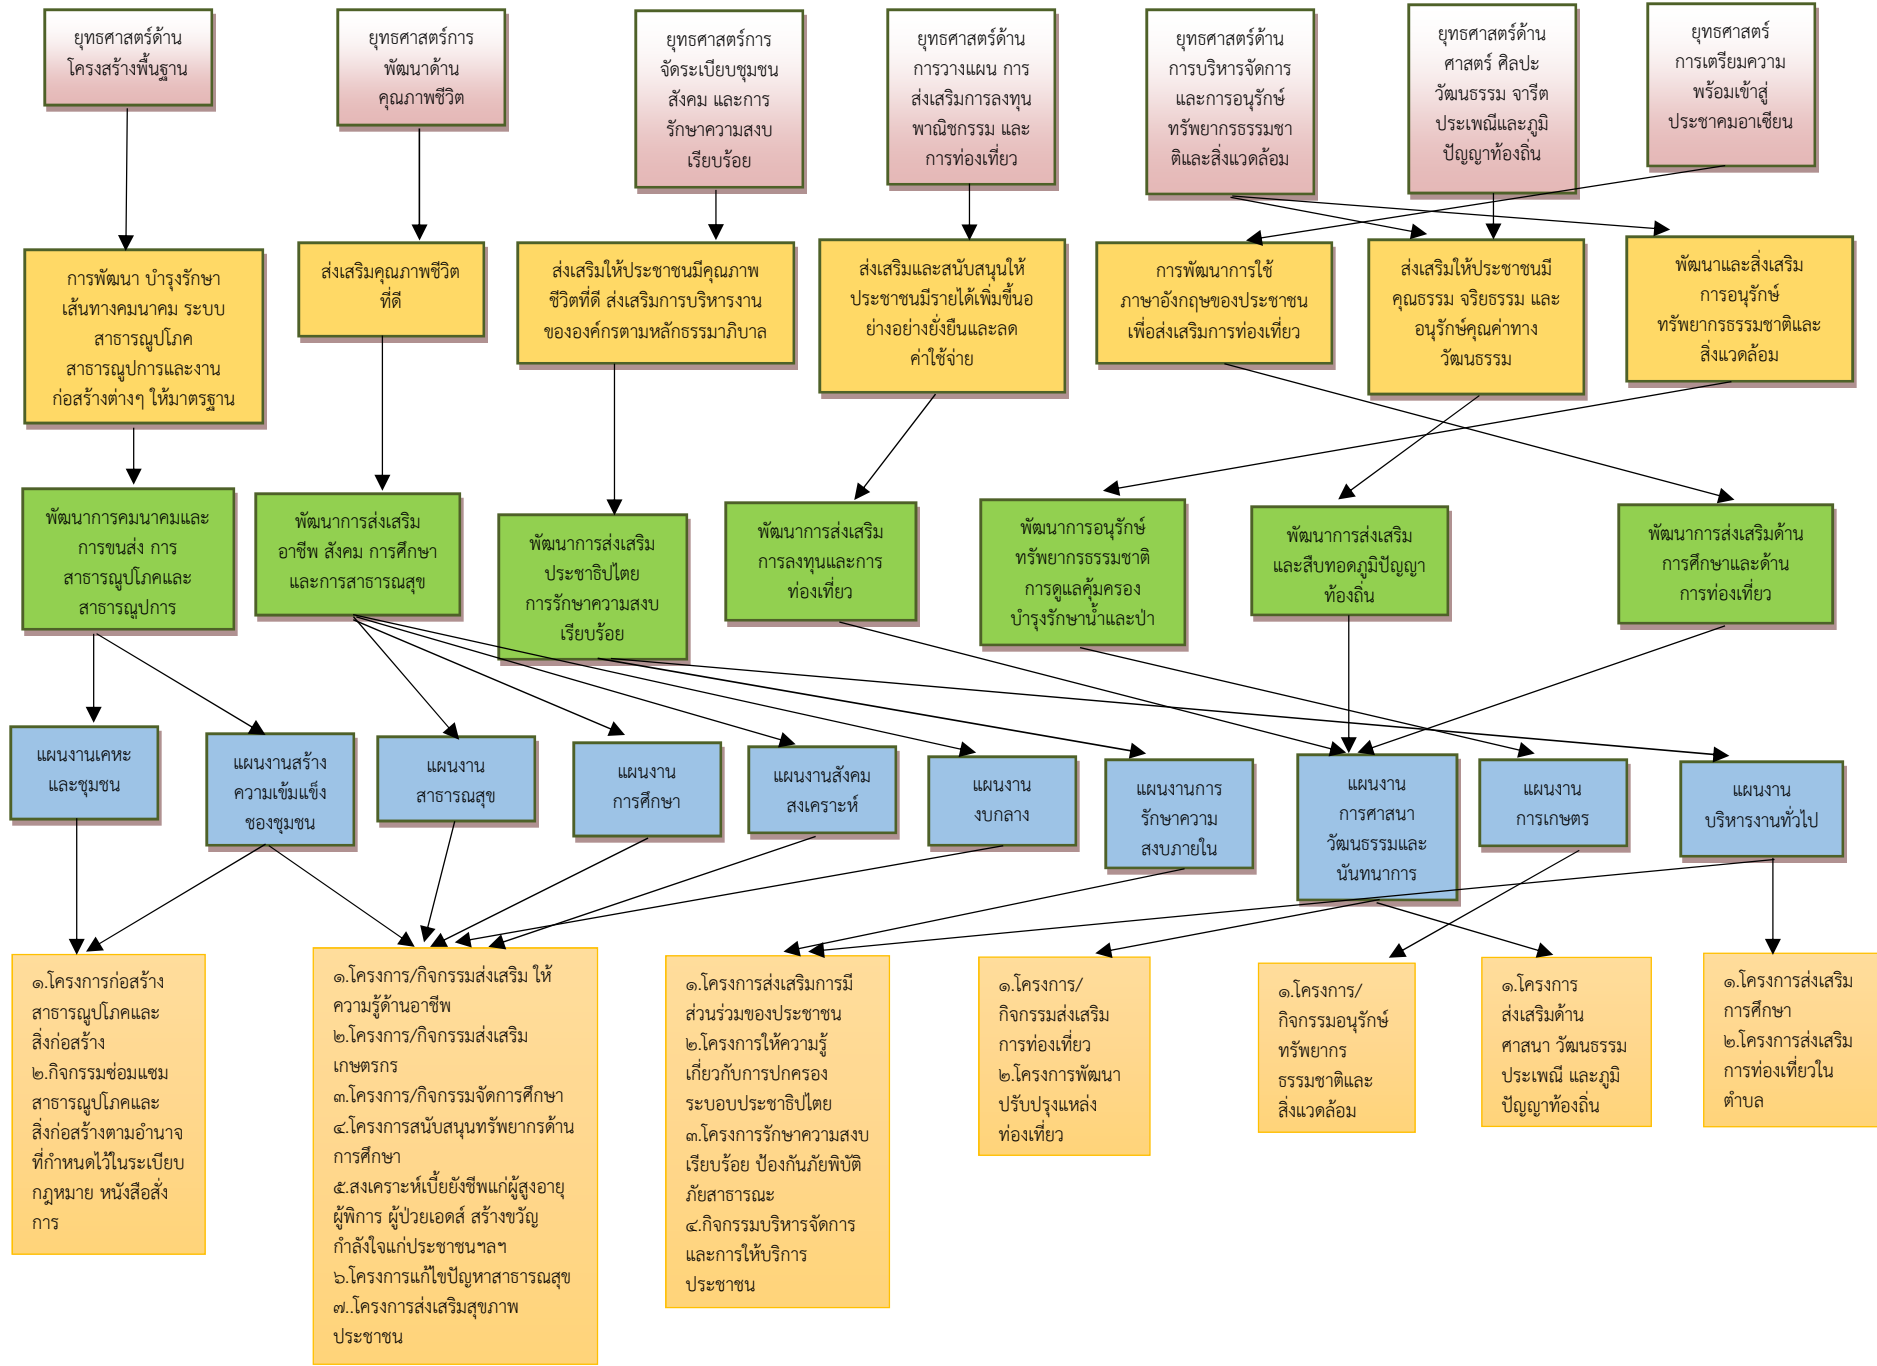 ยุทธศาสตร์ด้าน
โครงสร้างพื้นฐาน
ยุทธศาสตร์การ
พัฒนาด้าน
คุณภาพชีวิต
ยุทธศาสตร์การ
จัดระเบียบชุมชน
สังคม และการ
รักษาความสงบ
เรียบร้อย
ยุทธศาสตร์ด้าน
การวางแผน การ
ส่งเสริมการลงทุน
พาณิชกรรม และ
การท่องเที่ยว
ยุทธศาสตร์ด้าน
การบริหารจัดการ
และการอนุรักษ์
ทรัพยากรธรรมชา
ติและสิ่งแวดล้อม
ยุทธศาสตร์ด้าน
ศาสตร์ ศิลปะ
วัฒนธรรม จารีต
ประเพณีและภูมิ
ปัญญาท้องถิ่น
ยุทธศาสตร์
การเตรียมความ
พร้อมเข้าสู่
ประชาคมอาเซียน
การพัฒนา บำรุงรักษา
เส้นทางคมนาคม ระบบ
สาธารณูปโภค
สาธารณูปการและงาน
ก่อสร้างต่างๆ ให้มาตรฐาน
ส่งเสริมคุณภาพชีวิต
ที่ดี
ส่งเสริมให้ประชาชนมีคุณภาพ
ชีวิตที่ดี ส่งเสริมการบริหารงาน
ขององค์กรตามหลักธรรมาภิบาล
ส่งเสริมและสนับสนุนให้
ประชาชนมีรายได้เพิ่มขึ้นอ
ย่างอย่างยั่งยืนและลด
ค่าใช้จ่าย
การพัฒนาการใช้
ภาษาอังกฤษของประชาชน
เพื่อส่งเสริมการท่องเที่ยว
ส่งเสริมให้ประชาชนมี
คุณธรรม จริยธรรม และ
อนุรักษ์คุณค่าทาง
วัฒนธรรม
พัฒนาและสิ่งเสริม
การอนุรักษ์
ทรัพยากรธรรมชาติและ
สิ่งแวดล้อม
พัฒนาการคมนาคมและ
การขนส่ง การ
สาธารณูปโภคและ
สาธารณูปการ
พัฒนาการส่งเสริม
อาชีพ สังคม การศึกษา
และการสาธารณสุข
พัฒนาการส่งเสริม
ประชาธิปไตย
การรักษาความสงบ
เรียบร้อย
พัฒนาการส่งเสริม
การลงทุนและการ
ท่องเที่ยว
พัฒนาการอนุรักษ์
ทรัพยากรธรรมชาติ
การดูแลคุ้มครอง
บำรุงรักษาน้ำและป่า
พัฒนาการส่งเสริม
และสืบทอดภูมิปัญญา
ท้องถิ่น
พัฒนาการส่งเสริมด้าน
การศึกษาและด้าน
การท่องเที่ยว
แผนงานเคหะ
และชุมชน
แผนงานสร้าง
ความเข้มแข็ง
ชองชุมชน
แผนงาน
สาธารณสุข
แผนงาน
การศึกษา
แผนงานสังคม
สงเคราะห์
แผนงาน
งบกลาง
แผนงานการ
รักษาความ
สงบภายใน
แผนงาน
การศาสนา
วัฒนธรรมและ
นันทนาการ
แผนงาน
การเกษตร
แผนงาน
บริหารงานทั่วไป
๑.โครงการก่อสร้าง
สาธารณูปโภคและ
สิ่งก่อสร้าง
๒.กิจกรรมซ่อมแซม
สาธารณูปโภคและ
สิ่งก่อสร้างตามอำนาจ
ที่กำหนดไว้ในระเบียบ
กฎหมาย หนังสือสั่ง
การ
๑.โครงการ/กิจกรรมส่งเสริม ให้
ความรู้ด้านอาชีพ
๒.โครงการ/กิจกรรมส่งเสริม
เกษตรกร
๓.โครงการ/กิจกรรมจัดการศึกษา
๔.โครงการสนับสนุนทรัพยากรด้าน
การศึกษา
๕.สงเคราะห์เบี้ยยังชีพแก่ผู้สูงอายุ
ผู้พิการ ผู้ป่วยเอดส์ สร้างขวัญ
กำลังใจแก่ประชาชนฯลฯ
๖.โครงการแก้ไขปัญหาสาธารณสุข
๗..โครงการส่งเสริมสุขภาพ
ประชาชน
๑.โครงการส่งเสริมการมี
ส่วนร่วมของประชาชน
๒.โครงการให้ความรู้
เกี่ยวกับการปกครอง
ระบอบประชาธิปไตย
๓.โครงการรักษาความสงบ
เรียบร้อย ป้องกันภัยพิบัติ
ภัยสาธารณะ
๔.กิจกรรมบริหารจัดการ
และการให้บริการ
ประชาชน
๑.โครงการ/
กิจกรรมส่งเสริม
การท่องเที่ยว
๒.โครงการพัฒนา
ปรับปรุงแหล่ง
ท่องเที่ยว
๑.โครงการ/
กิจกรรมอนุรักษ์
ทรัพยากร
ธรรมชาติและ
สิ่งแวดล้อม
๑.โครงการ
ส่งเสริมด้าน
ศาสนา วัฒนธรรม
ประเพณี และภูมิ
ปัญญาท้องถิ่น
๑.โครงการส่งเสริม
การศึกษา
๒.โครงการส่งเสริม
การท่องเที่ยวใน
ตำบล